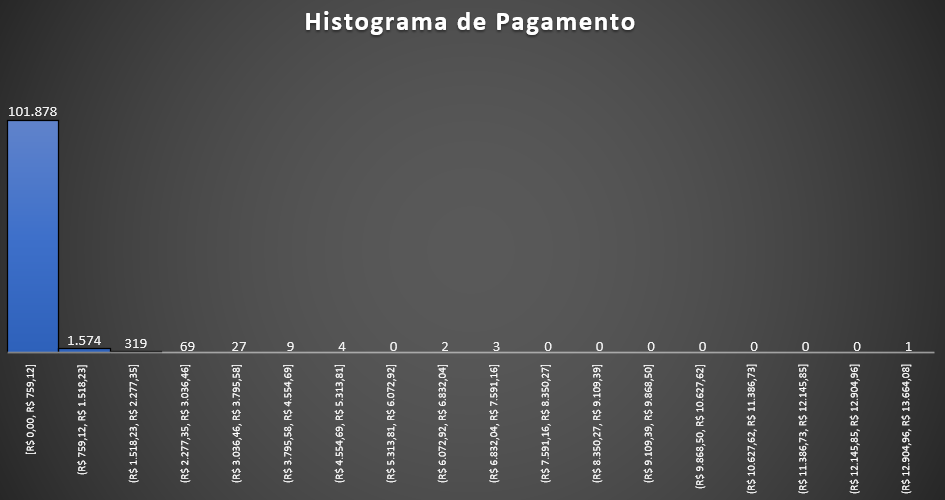 Histograma de Pagamento
101.878
1.574
319
69
27
9
4
0
2
3
0
0
0
0
0
0
0
1
[R$ 0,00, R$ 759,12]
(R$ 759,12, R$ 1.518,23]
(R$ 1.518,23, R$ 2.277,35]
(R$ 2.277,35, R$ 3.036,46]
(R$ 3.036,46, R$ 3.795,58]
(R$ 3.795,58, R$ 4.554,69]
(R$ 4.554,69, R$ 5.313,81]
(R$ 5.313,81, R$ 6.072,92]
(R$ 6.072,92, R$ 6.832,04]
(R$ 6.832,04, R$ 7.591,16]
(R$ 7.591,16, R$ 8.350,27]
(R$ 8.350,27, R$ 9.109,39]
(R$ 9.109,39, R$ 9.868,50]
(R$ 9.868,50, R$ 10.627,62]
(R$ 10.627,62, R$ 11.386,73]
(R$ 11.386,73, R$ 12.145,85]
(R$ 12.145,85, R$ 12.904,96]
(R$ 12.904,96, R$ 13.664,08]